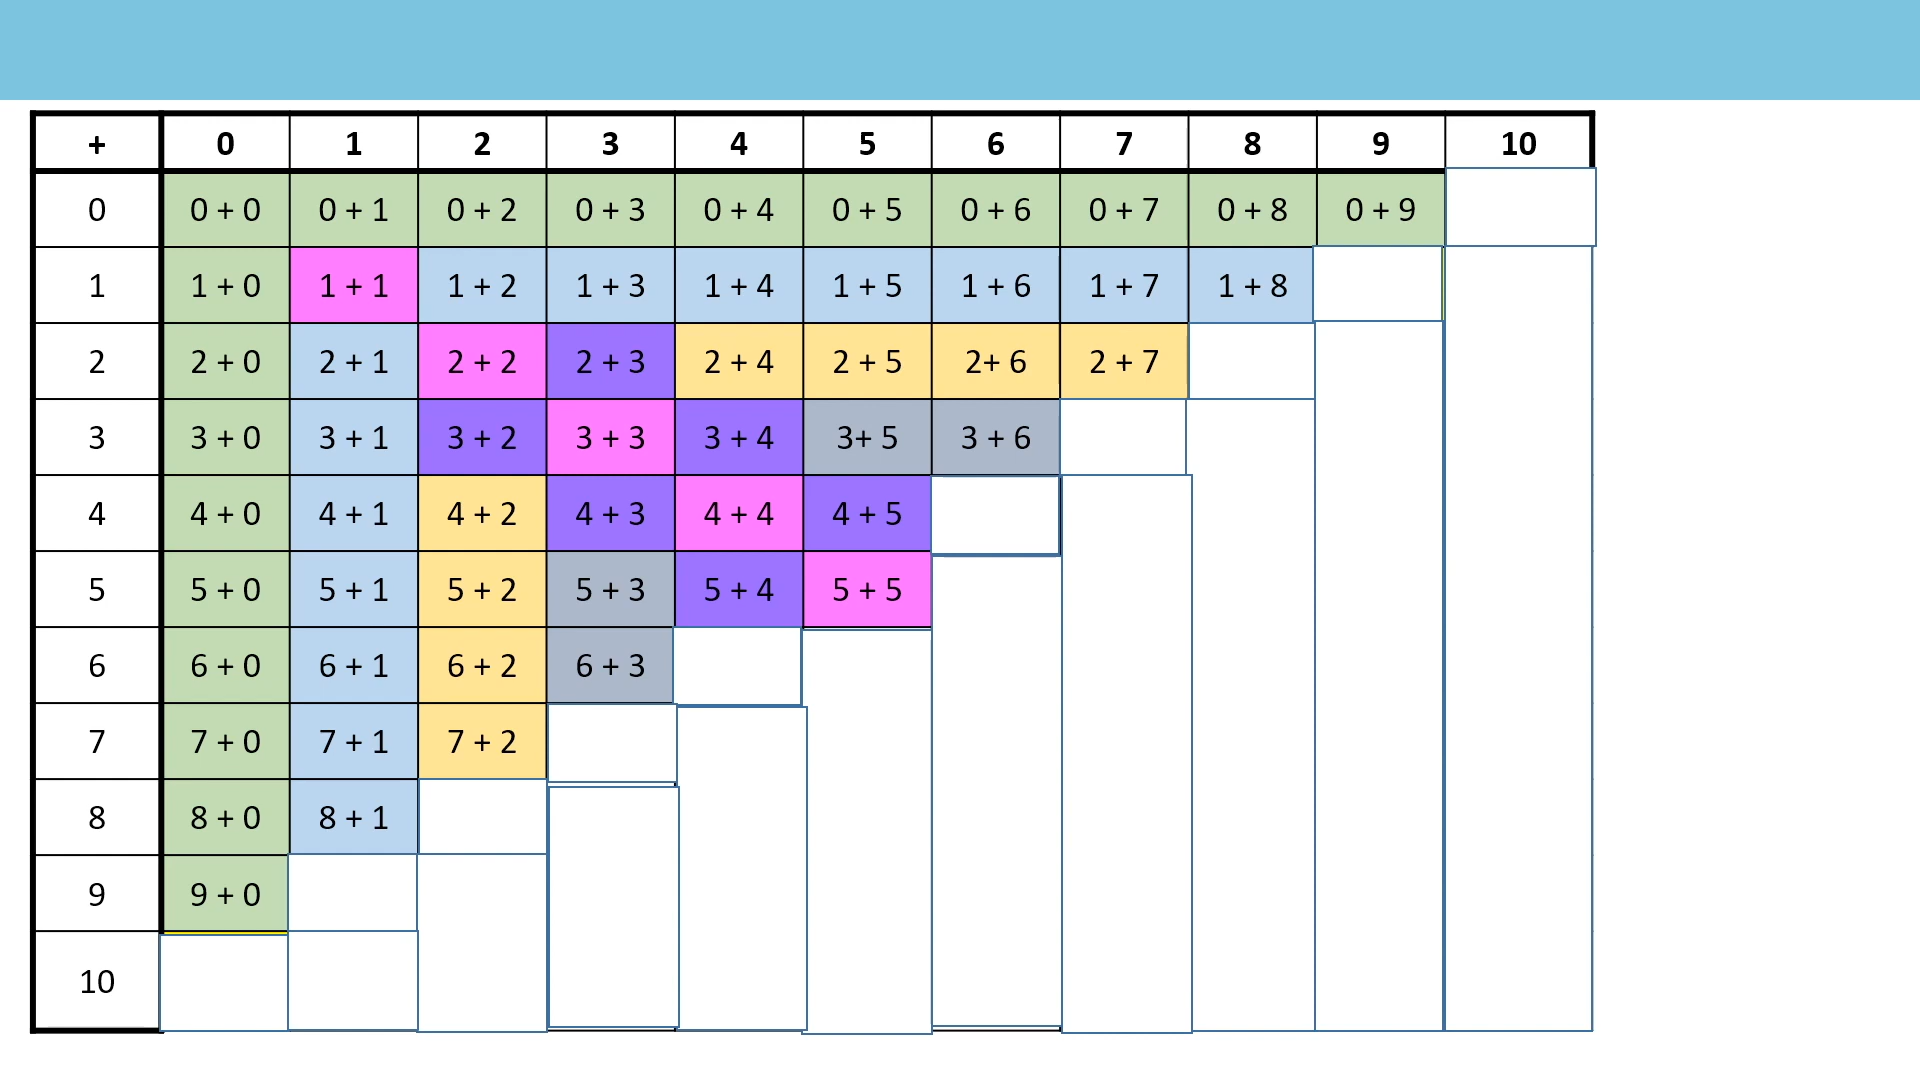 + 0 1 2 3 4 5 6 7 8 9 10
0 0 + 0 0 + 1 0 + 2 0 + 3 0 + 4 0 + 5 0 + 6 0 + 7 0 + 8 0 + 9
1 1 + 0 1 + 1 1 + 2 1 + 3 1 + 4 1 + 5 1 + 6 1 + 7 1 + 8
2 2 + 0 2 + 1 2 + 2 2 + 3 2 + 4 2 + 5 2+ 6 2 + 7
3 3 + 0 3 + 1 3 + 2 3 + 3 3 + 4 3+ 5 3 + 6
4 4 + 0 4 + 1 4 + 2 4 + 3 4 + 4 4 + 5
5 5 + 0 5 + 1 5 + 2 5 + 3 5 + 4 5 + 5
6 6 + 0 6 + 1 6 + 2 6 + 3
7 7 + 0 7 + 1 7 + 2
8 8 + 0 8 + 1
9 9 + 0
10